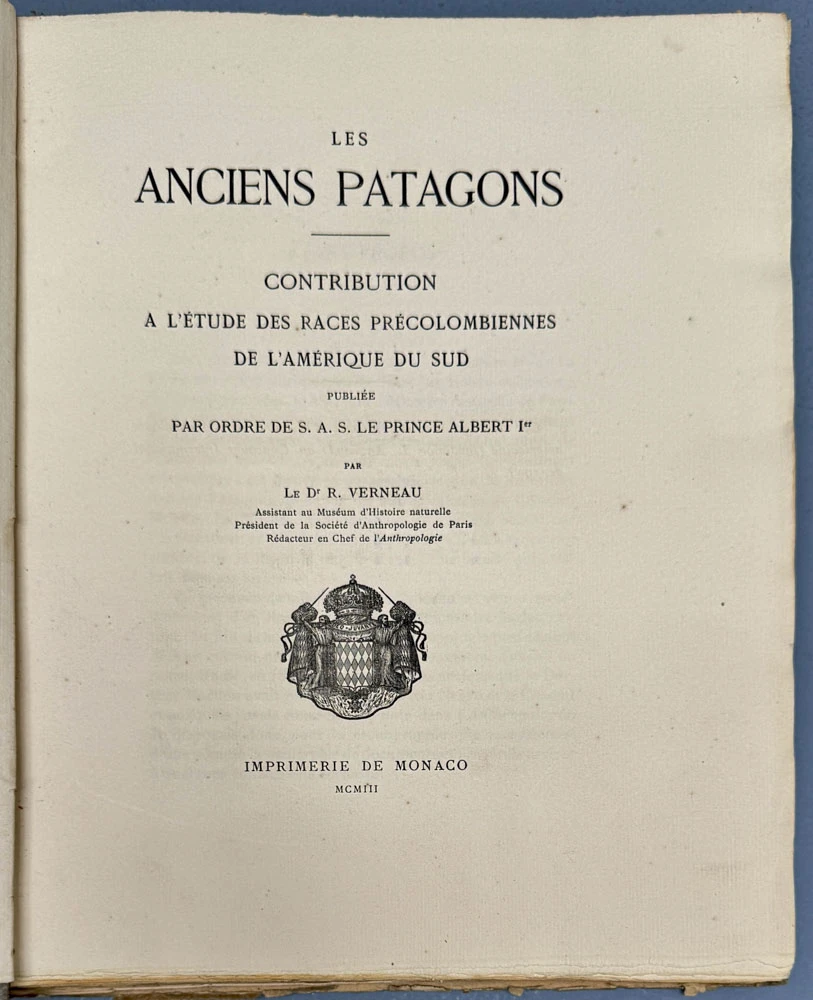 LES
ANCIENS PATAGONS
CONTRIBUTION
A L'ÉTUDE DES RACES PRÉCOLOMBIENNES
DE L'AMÉRIQUE DU SUD
PUBLIÉE
PAR ORDRE DE S. A. S. LE PRINCE ALBERT Ier
PAR
LE Dr R. VERNEAU
Assistant au Muséum d'Histoire naturelle
Président de la Société d'Anthropologie de Paris
Rédacteur en Chef de l'Anthropologie
IMPRIMERIE DE MONACO
MCMIII